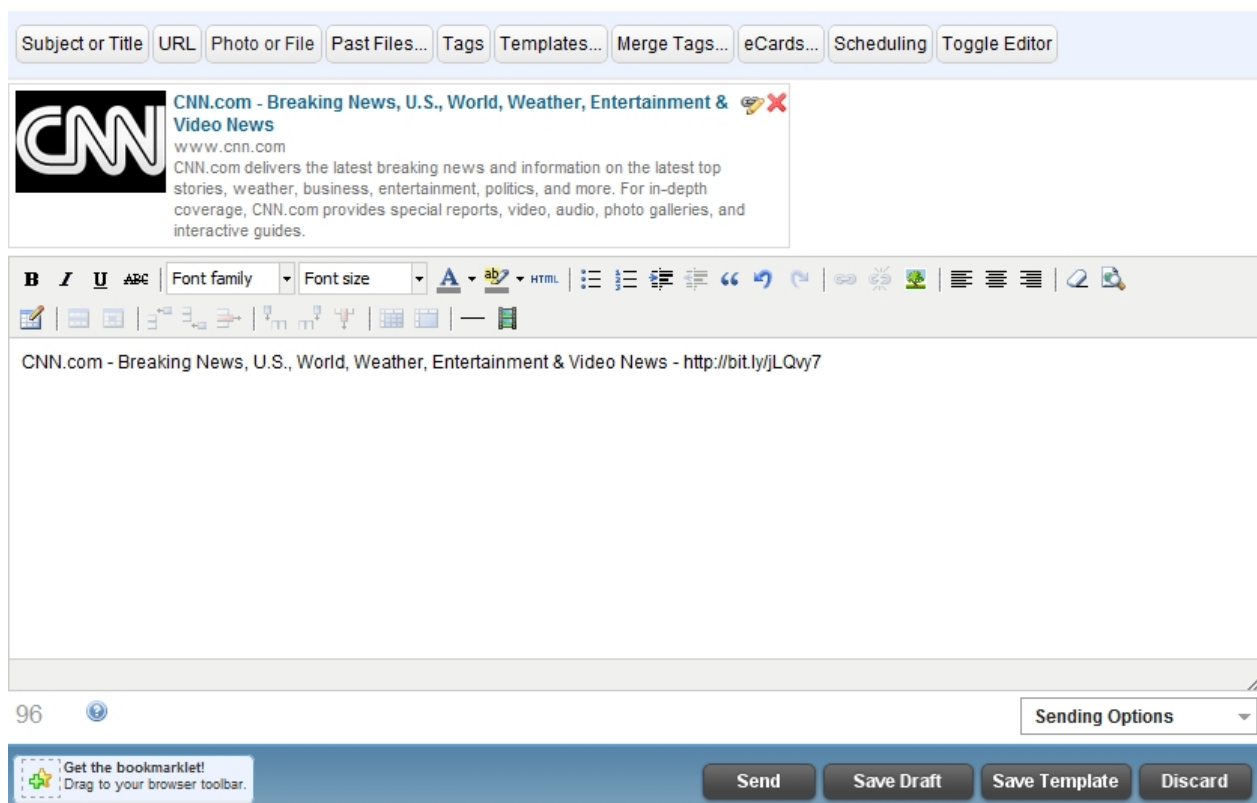 Subject or Title URL Photo or File Past Files... Tags Templates... Merge Tags... eCards... Scheduling Toggle Editor
CNN
CNN.com - Breaking News, U.S., World, Weather, Entertainment &
Video News
www.cnn.com
CNN.com delivers the latest breaking news and information on the latest top
stories, weather, business, entertainment, politics, and more. For in-depth
coverage, CNN.com provides special reports, video, audio, photo galleries, and
interactive guides.
B I U ABC Font family Font size A ab HTML
CNN.com - Breaking News, U.S., World, Weather, Entertainment & Video News - http://bit.ly/jLQvy7
96
Sending Options
Get the bookmarklet!
Drag to your browser toolbar.
Send Save Draft Save Template Discard